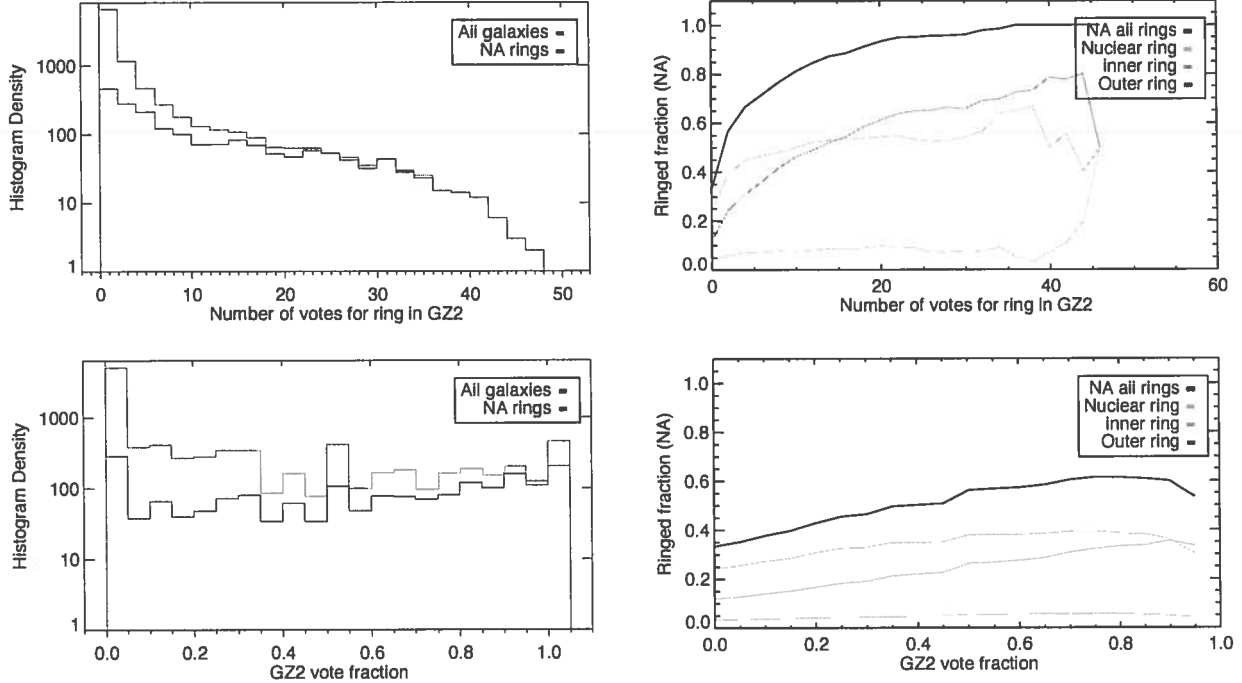 All galaxies
NA rings
1000
100
10
1
Histogram Density
0 10 20 30 40 50
Number of votes for ring in GZ2
NA all rings
Nuclear ring
Inner ring
Outer ring
1.0
0.8
0.6
0.4
0.2
0.0
Ringed fraction (NA)
0 20 40 60
Number of votes for ring in GZ2
All galaxies
NA rings
1000
100
10
1
Histogram Density
0.0 0.2 0.4 0.6 0.8 1.0
GZ2 vote fraction
NA all rings
Nuclear ring
Inner ring
Outer ring
1.0
0.8
0.6
0.4
0.2
0.0
Ringed fraction (NA)
0.0 0.2 0.4 0.6 0.8 1.0
GZ2 vote fraction